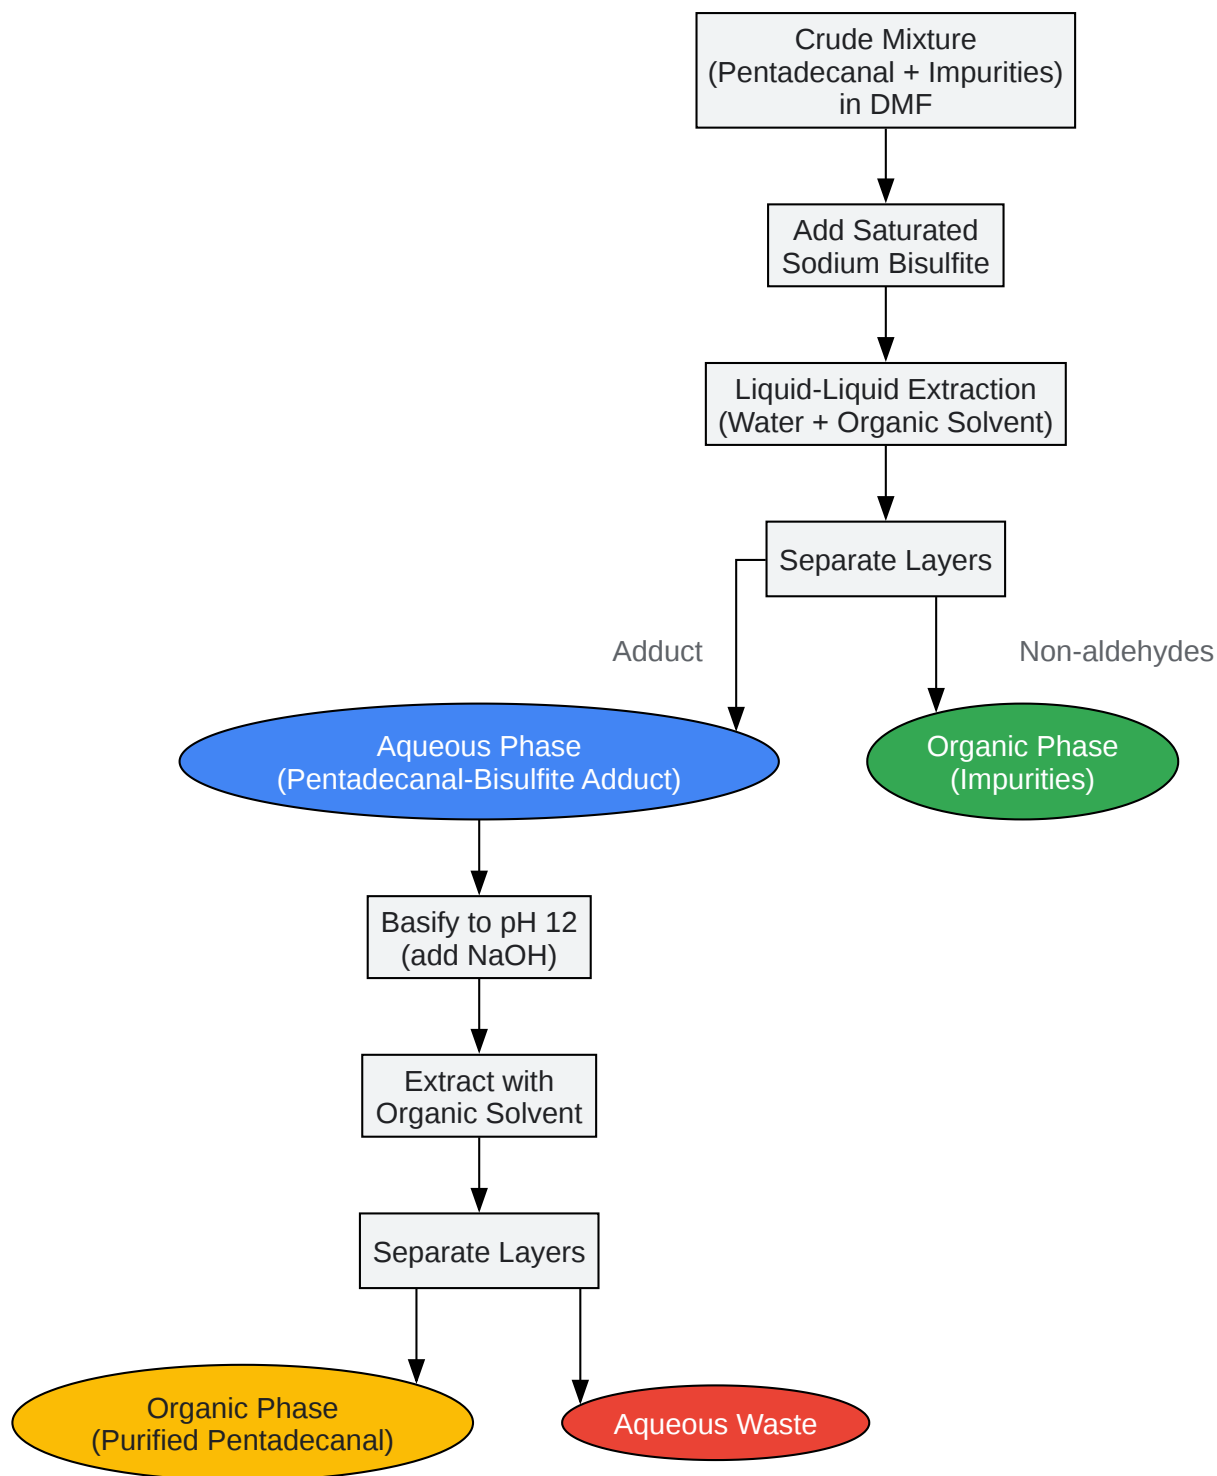 Crude Mixture
(Pentadecanal + Impurities)
in DMF
Add Saturated
Sodium Bisulfite
Liquid-Liquid Extraction
(Water + Organic Solvent)
Separate Layers
Adduct
Non-aldehydes
Aqueous Phase
(Pentadecanal-Bisulfite Adduct)
Organic Phase
(Impurities)
Basify to pH 12
(add NaOH)
Extract with
Organic Solvent
Separate Layers
Organic Phase
(Purified Pentadecanal)
Aqueous Waste